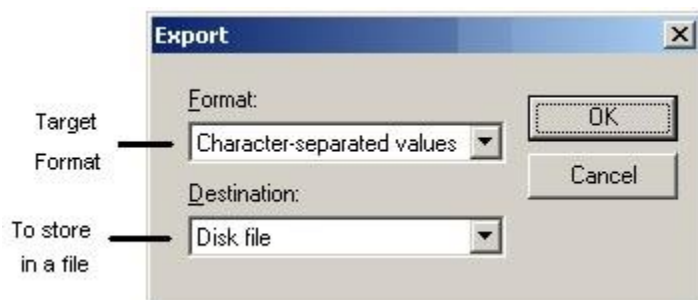 Export
Target
Format
Format:
Character-separated values
OK
Cancel
Destination:
To store
in a file
Disk file